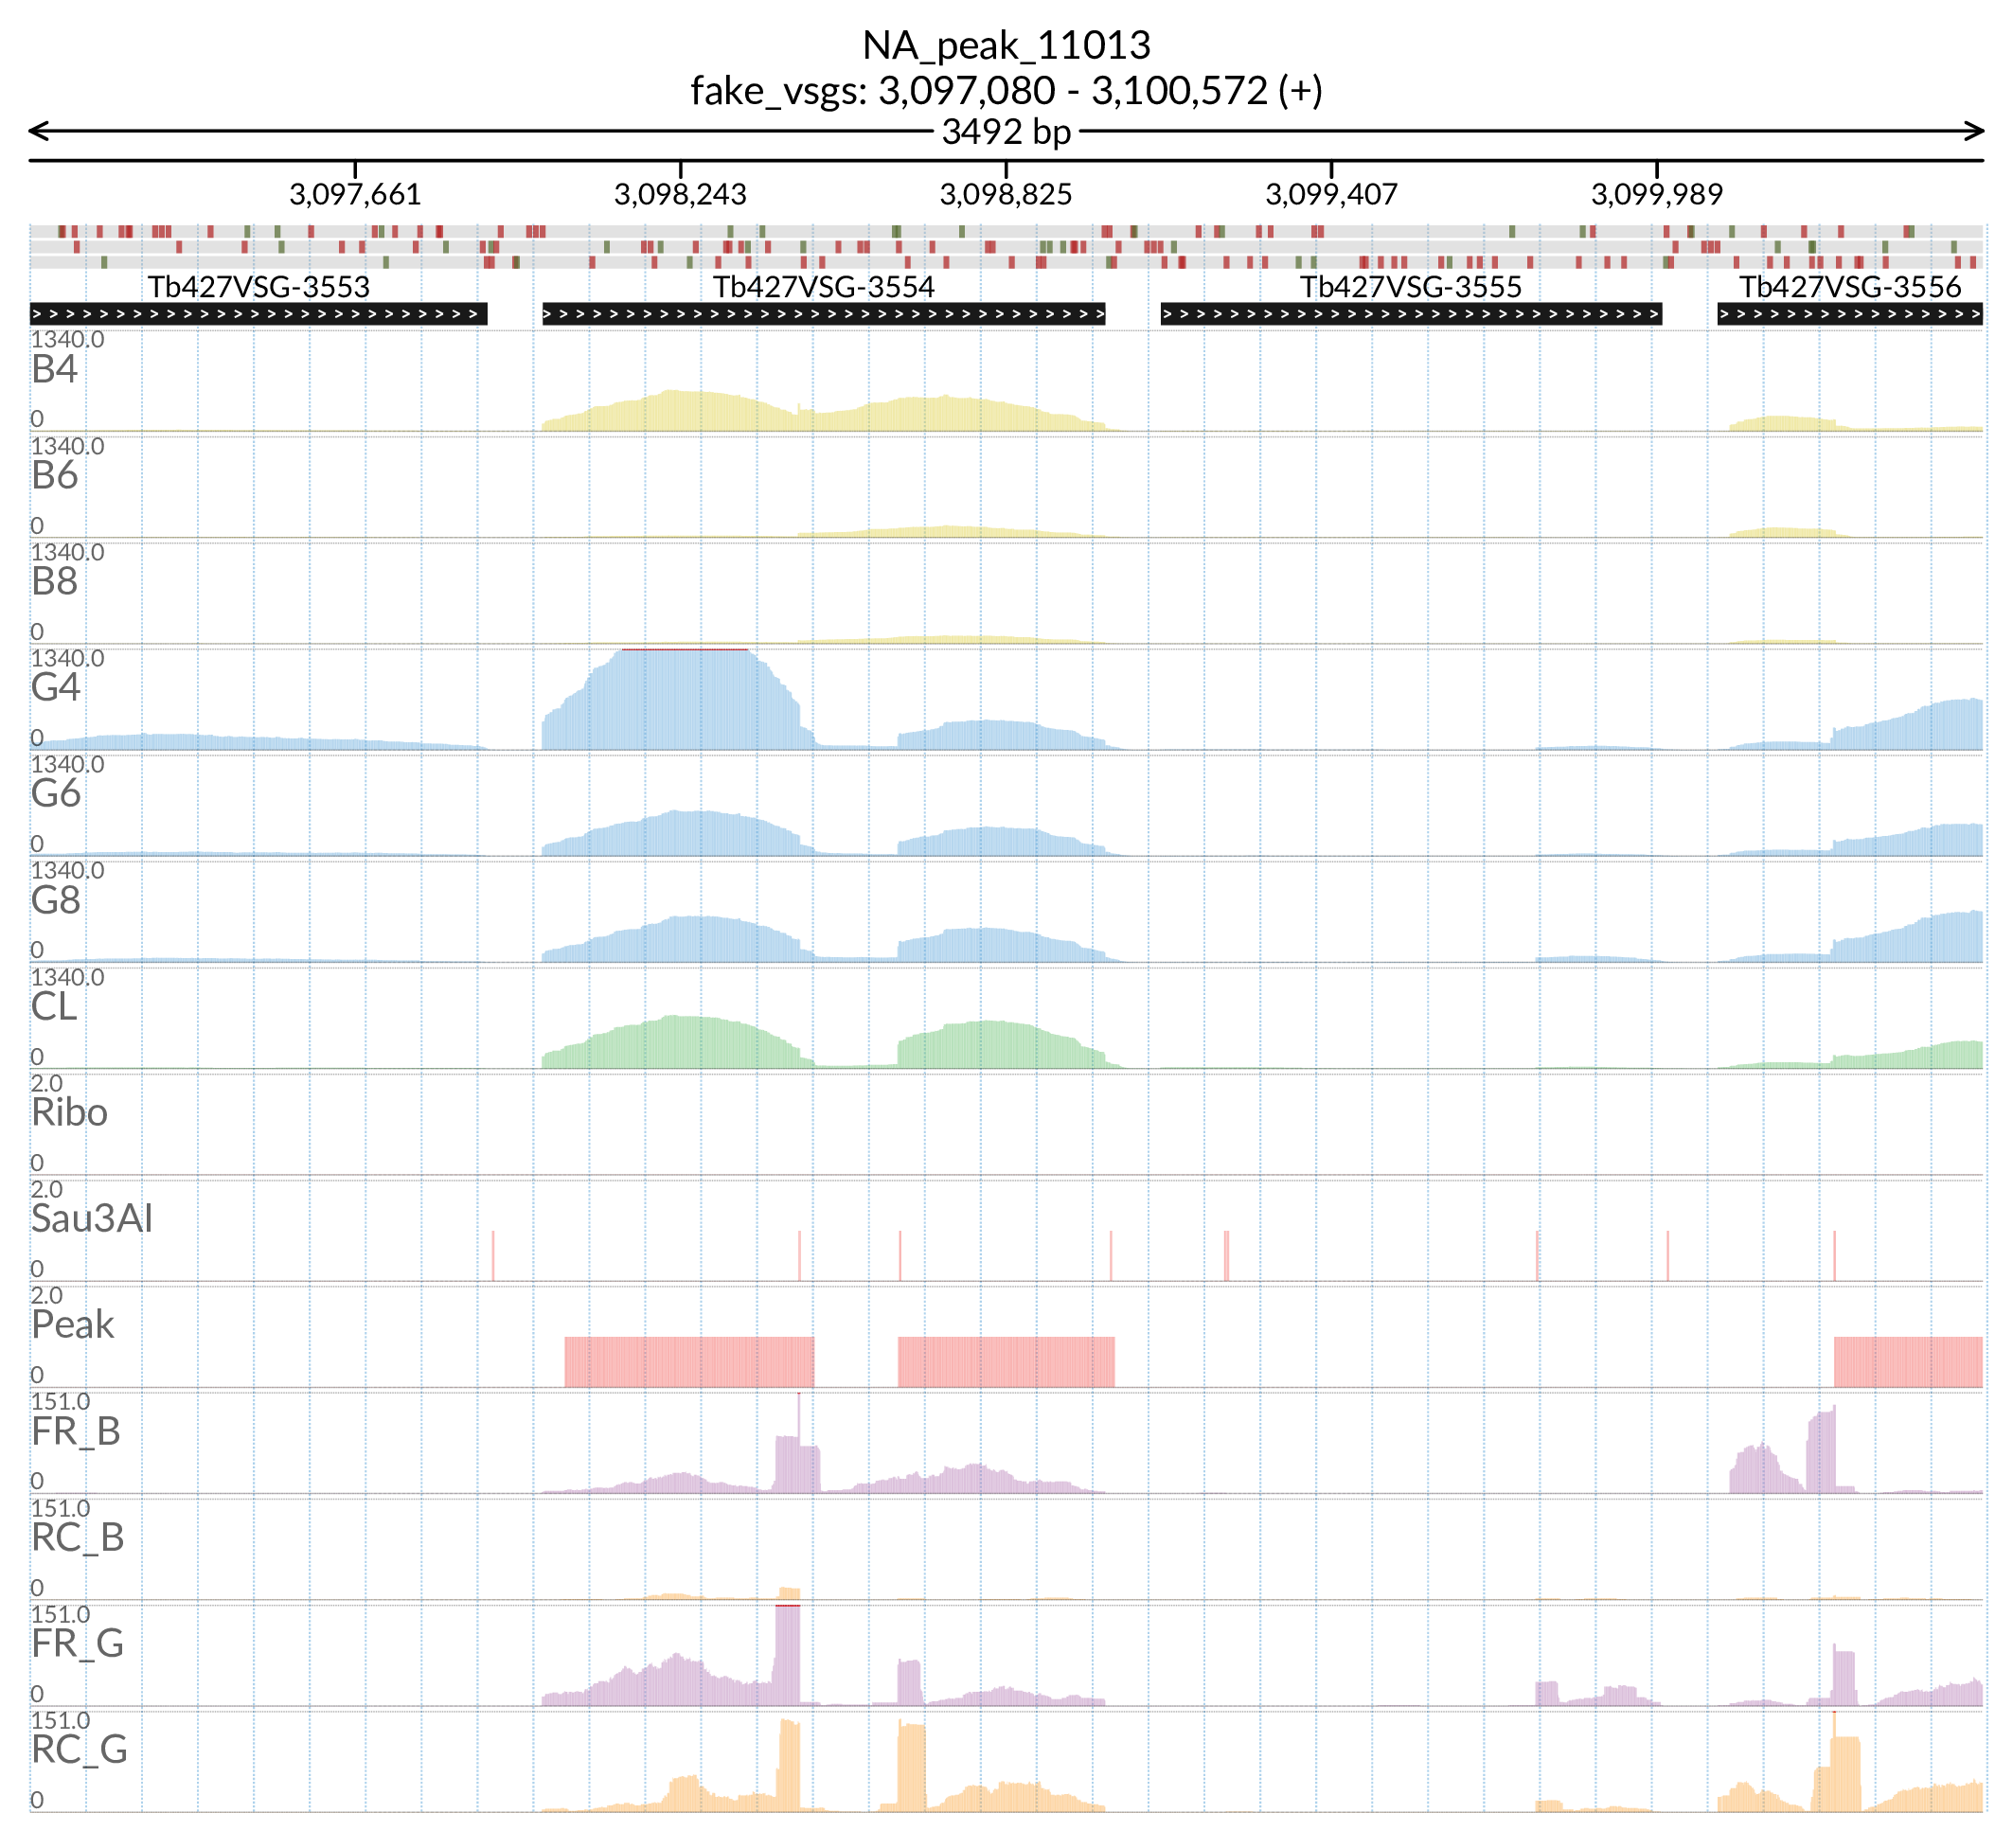 NA_peak_11013
fake_vsgs: 3,097,080 - 3,100,572 (+)
3492 bp
3,097,661 3,098,243 3,098,825 3,099,407 3,099,989
Tb427VSG-3553 Tb427VSG-3554 Tb427VSG-3555 Tb427VSG-3556
1340.0
B4
0
1340.0
B6
0
1340.0
B8
0
1340.0
G4
0
1340.0
G6
0
1340.0
G8
0
1340.0
CL
0
2.0
Ribo
0
2.0
Sau3AI
0
2.0
Peak
0
151.0
FR_B
0
151.0
RC_B
0
151.0
FR_G
0
151.0
RC_G
0